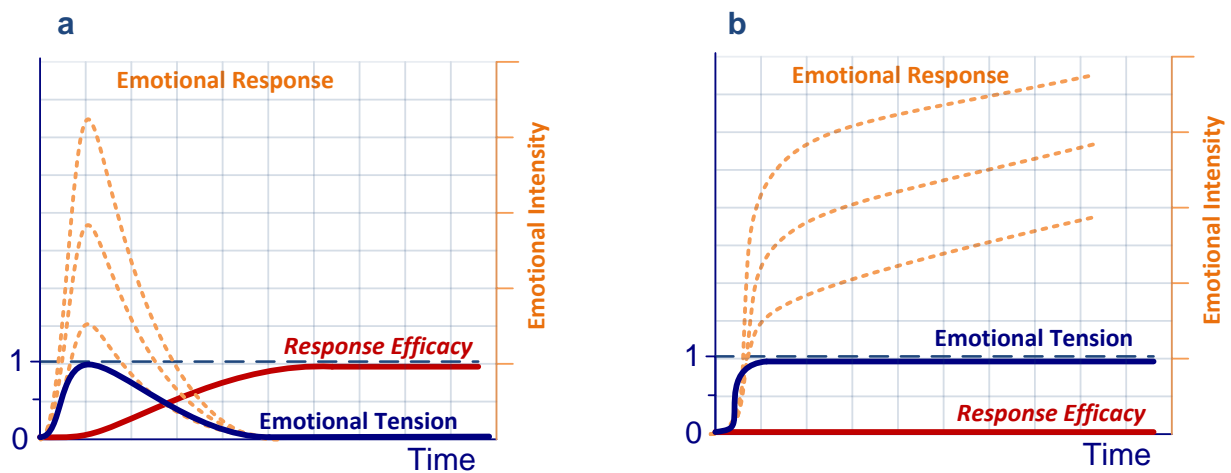 a
Emotional Response
Emotional Intensity
Response Efficacy
1
Emotional Tension
0
Time
b
Emotional Response
Emotional Intensity
Emotional Tension
1
Response Efficacy
0
Time